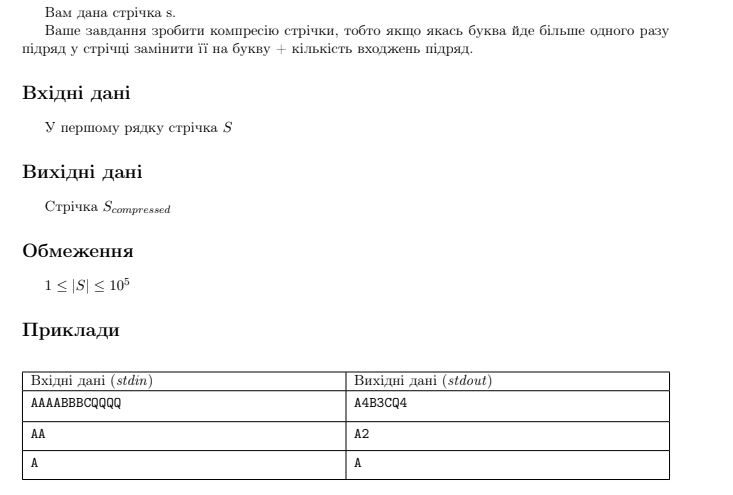 Вам дана стрічка s.
Ваше завдання зробити компресію стрічки, тобто якщо якась буква йде більше одного разу
підряд у стрічці замінити її на букву + кількість входжень підряд.
Вхідні дані
У першому рядку стрічка S
Вихідні дані
Стрічка S_compressed
Обмеження
1 ≤ |S| ≤ 10⁵
Приклади
Вхідні дані (stdin) Вихідні дані (stdout)
AAAABBBCQQQQ A4B3CQ4
AA A2
A A